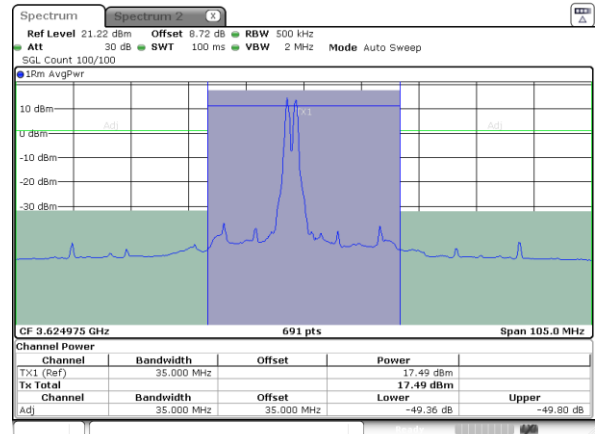 Spectrum Spectrum 2 X
Ref Level 21.22 dBm Offset 8.72 dB RBW 500 kHz
Att 30 dB SWT 100 ms VBW 2 MHz Mode Auto Sweep
SGL Count 100/100
1Rm AvgPwr
10 dBm
TX1
Adj Adj
0 dBm
-10 dBm
-20 dBm
-30 dBm
CF 3.624975 GHz 691 pts Span 105.0 MHz
Channel Power
Channel Bandwidth Offset Power
TX1 (Ref) 35.000 MHz 17.49 dBm
Tx Total 17.49 dBm
Channel Bandwidth Offset Lower Upper
Adj 35.000 MHz 35.000 MHz -49.36 dB -49.80 dB
Ready